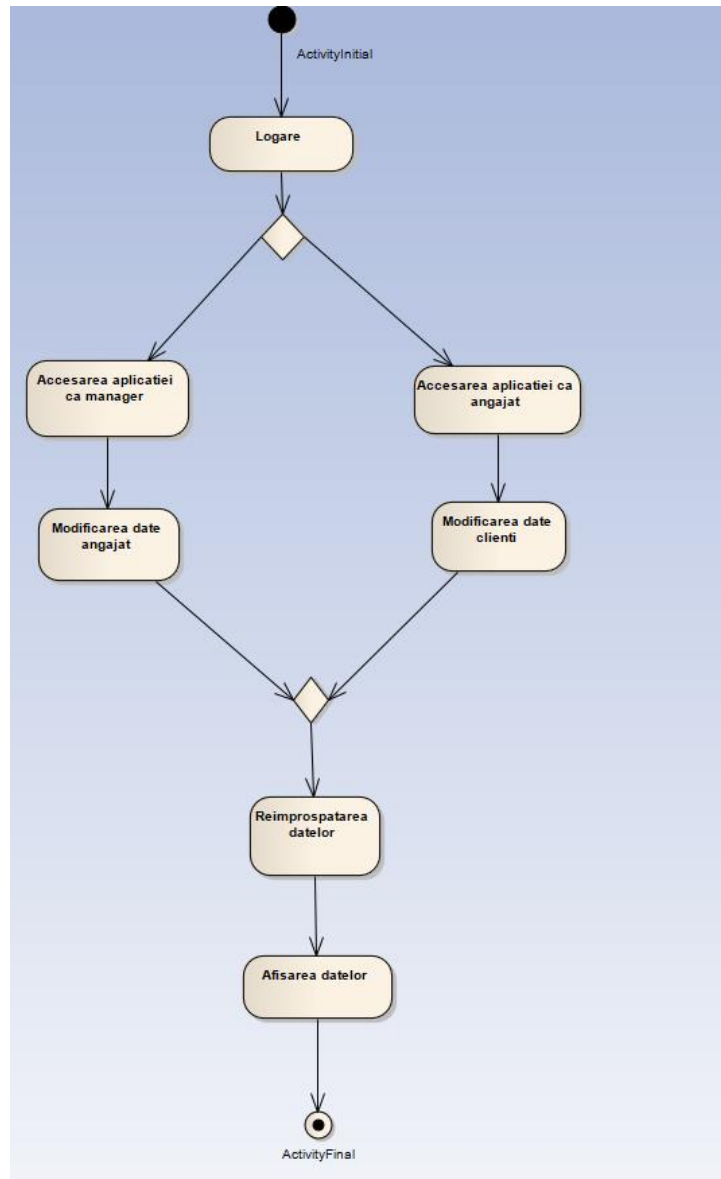 ActivityInitial
Logare
Accesarea aplicatiei
ca manager
Accesarea aplicatiei ca
angajat
Modificarea date
angajat
Modificarea date
clienti
Reimprospatarea
datelor
Afisarea datelor
ActivityFinal